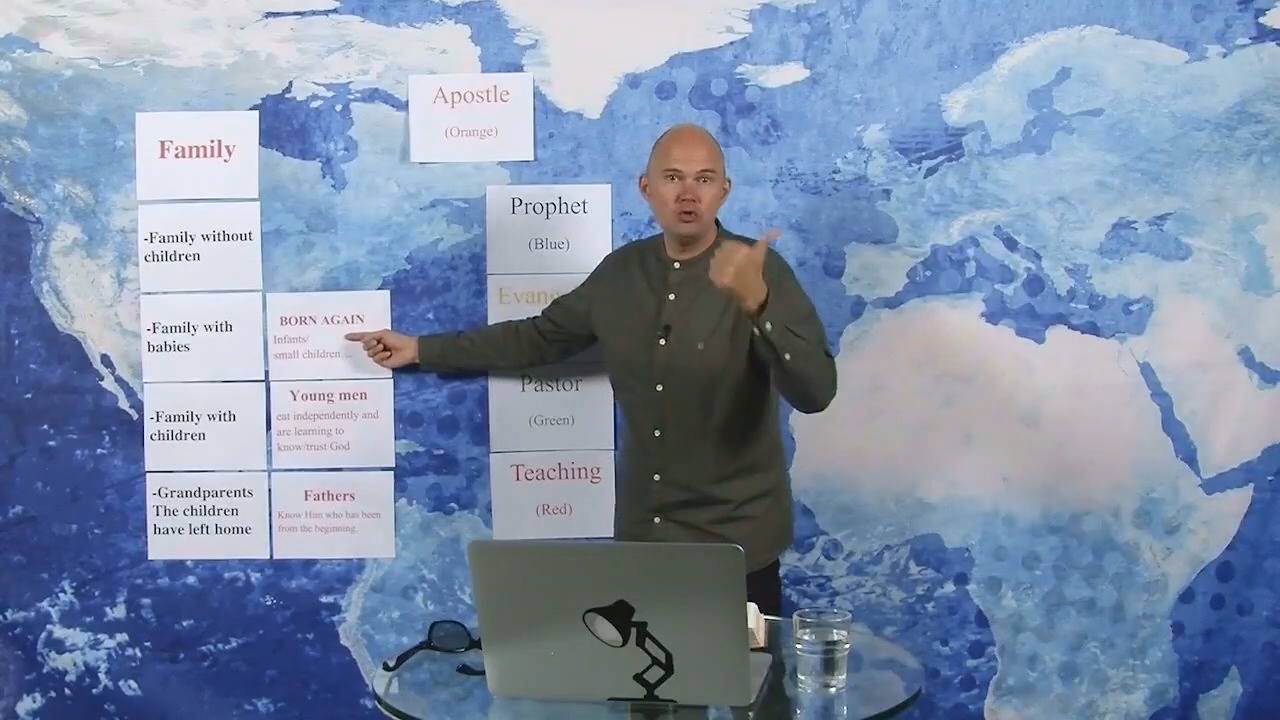 Family
-Family without
children
-Family with
babies
-Family with
children
-Grandparents
The children
have left home
BORN AGAIN
Infants/
small children...
Young men
eat independently and
are learning to
know/trust God
Fathers
Know Him who has been
from the beginning.
Apostle
(Orange)
Prophet
(Blue)
Pastor
(Green)
Teaching
(Red)